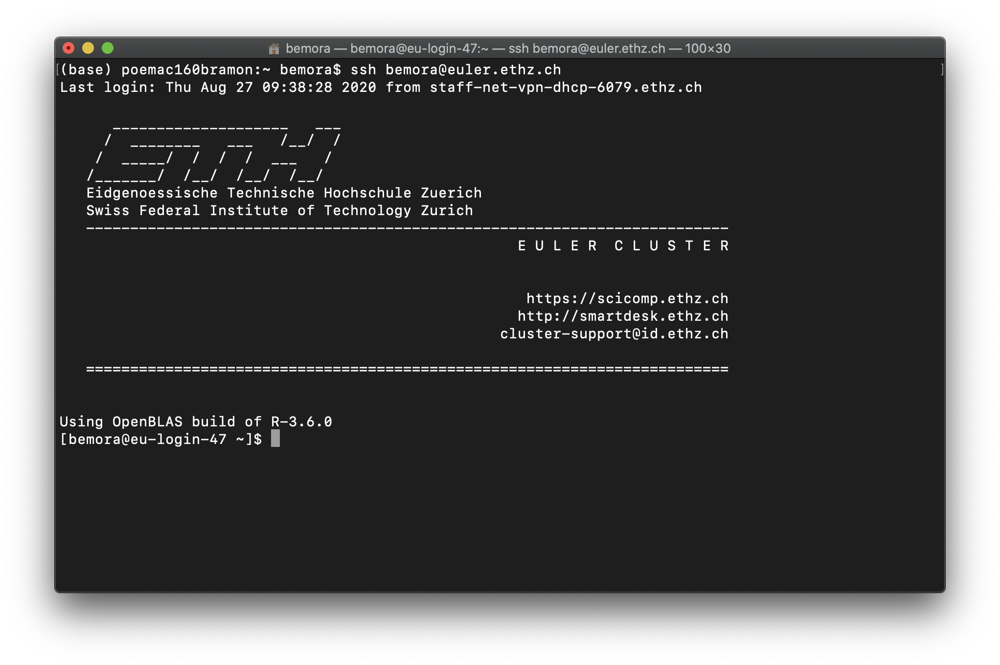 bemora — bemora@eu-login-47:~ — ssh bemora@euler.ethz.ch — 100×30
[(base) poemac160bramon:~ bemora$ ssh bemora@euler.ethz.ch ]
Last login: Thu Aug 27 09:38:28 2020 from staff-net-vpn-dhcp-6079.ethz.ch
      ____________________   ___
     /  ________   ___   /__/  /
    /  _____/  /  /  /  ___   /
   /_______/  /__/  /__/  /__/
   Eidgenoessische Technische Hochschule Zuerich
   Swiss Federal Institute of Technology Zurich
   -------------------------------------------------------------------------
                                                    E U L E R  C L U S T E R
                                                     https://scicomp.ethz.ch
                                                    http://smartdesk.ethz.ch
                                                  cluster-support@id.ethz.ch
   =========================================================================
Using OpenBLAS build of R-3.6.0
[bemora@eu-login-47 ~]$